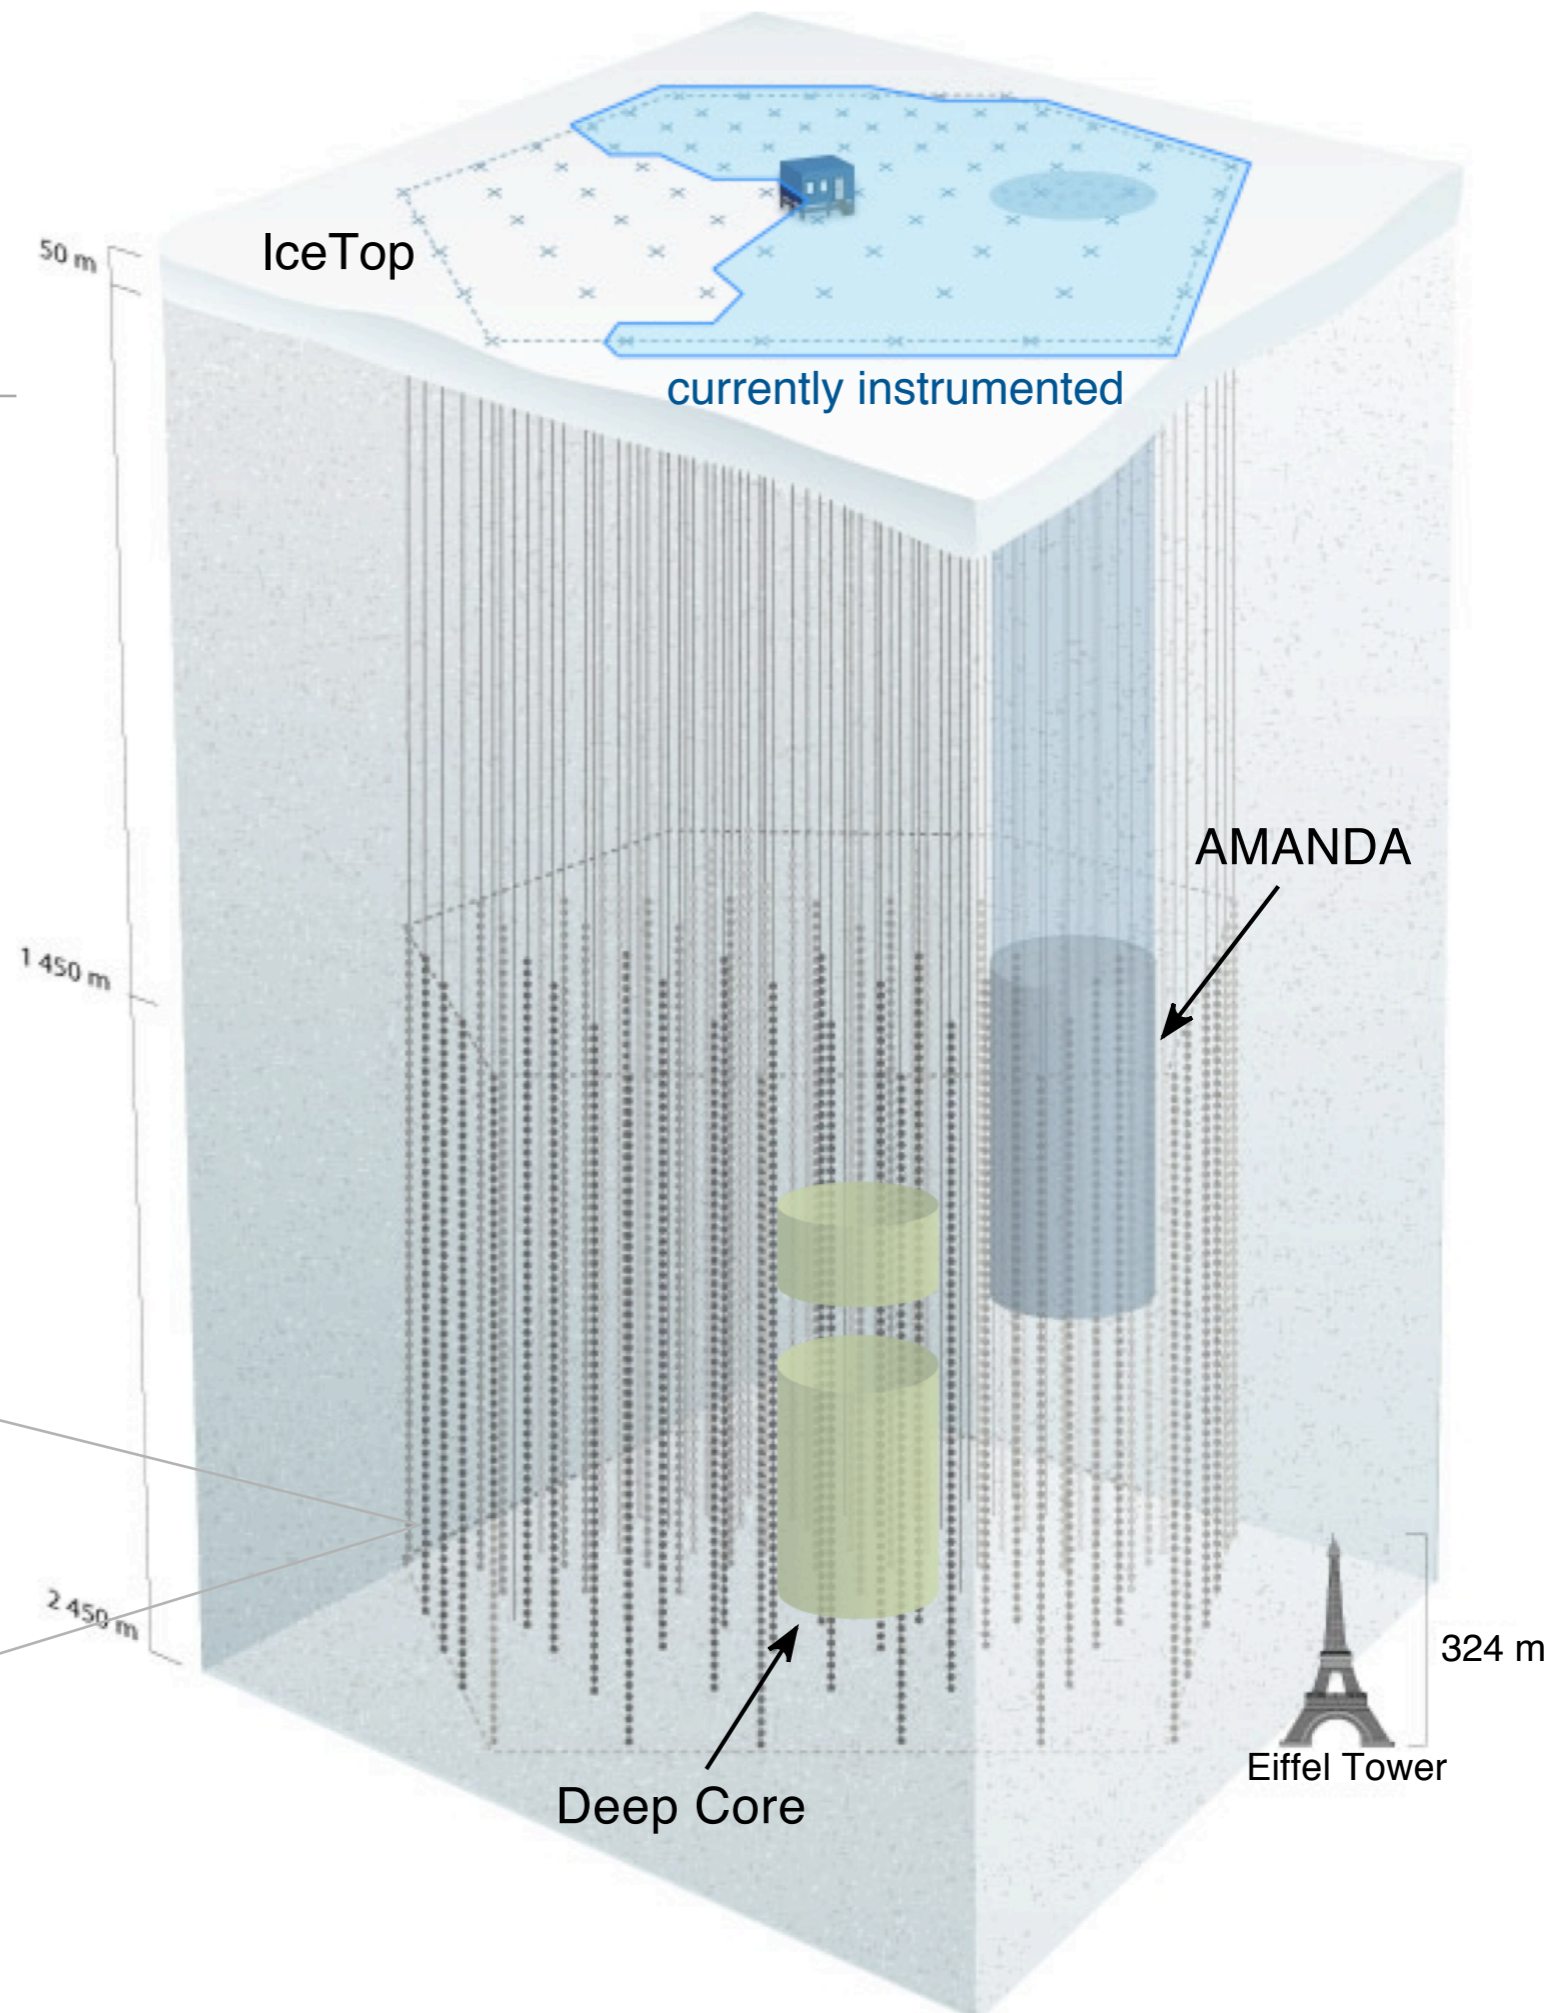 50 m
IceTop
currently instrumented
AMANDA
1 450 m
2 450 m
324 m
Eiffel Tower
Deep Core